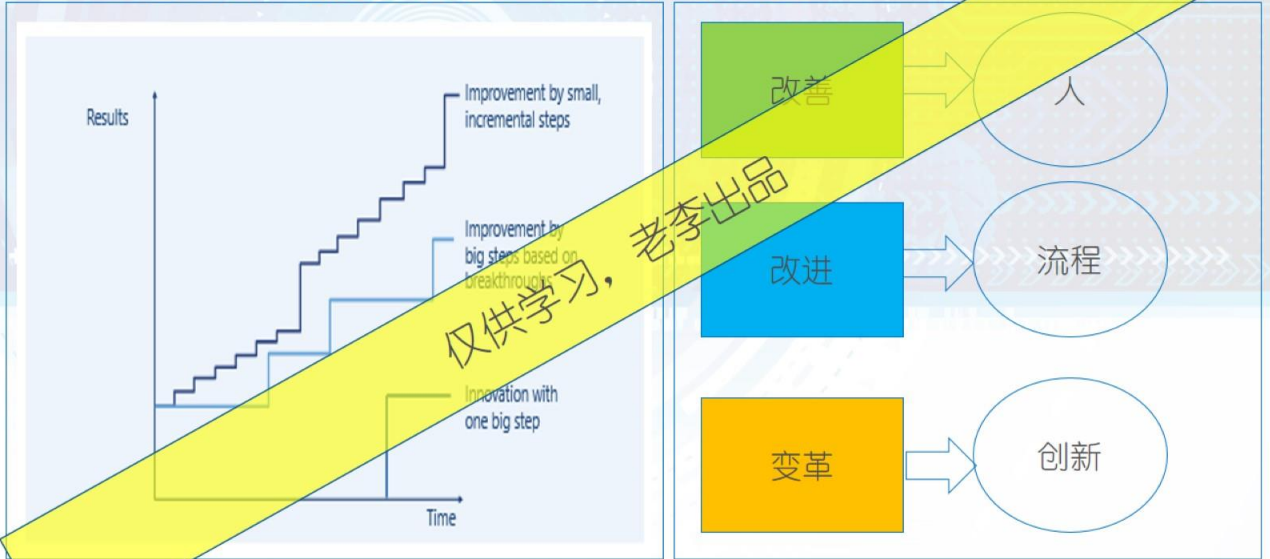 Results
Improvement by small,
incremental steps
Improvement by
big steps based on
breakthroughs
Innovation with
one big step
Time
仅供学习，老李出品
改善
人
改进
流程
变革
创新